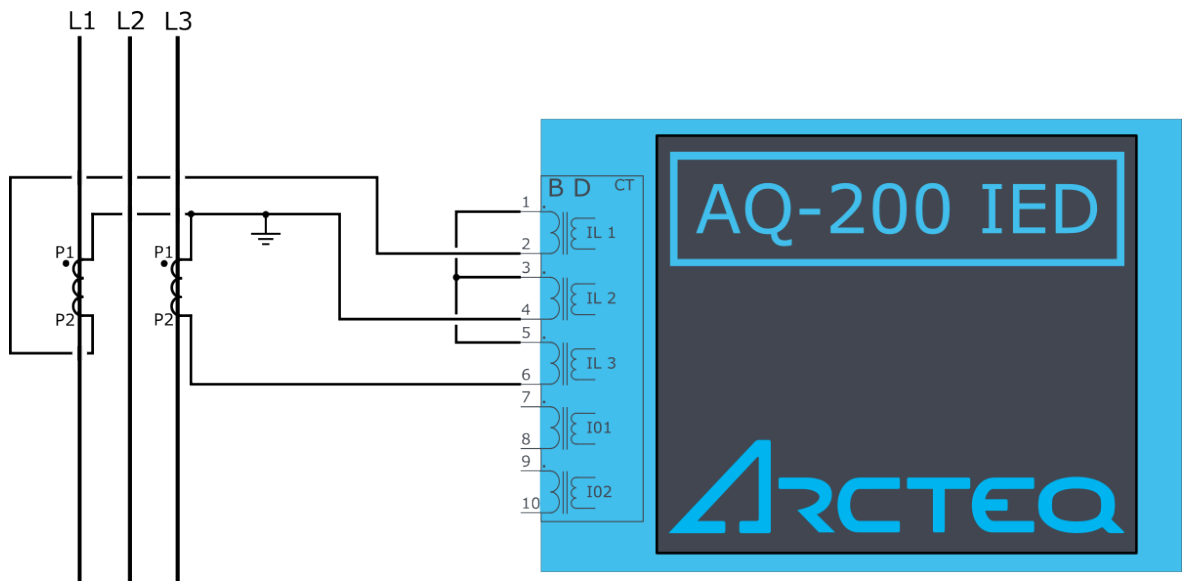 L1 L2 L3
P1
P2
P1
P2
B D CT
1
2
IL 1
3
4
IL 2
5
6
IL 3
7
8
I01
9
10
I02
AQ-200 IED
ARCTEQ